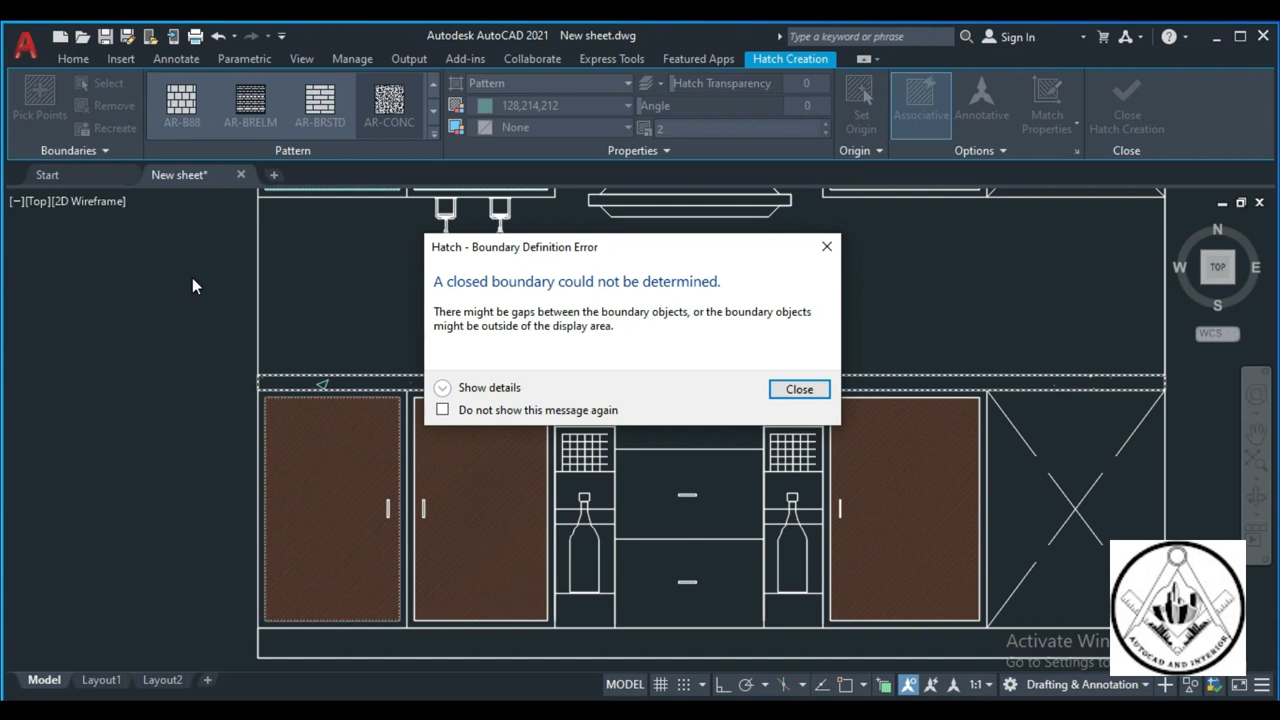 Autodesk AutoCAD 2021 New sheet.dwg
Type a keyword or phrase
Sign In
Home Insert Annotate Parametric View Manage Output Add-ins Collaborate Express Tools Featured Apps Hatch Creation
Pick Points
Select
Remove
Recreate
Boundaries
AR-B88
AR-BRELM
AR-BRSTD
AR-CONC
Pattern
Pattern
128,214,212
None
Hatch Transparency 0
Angle 0
2
Properties
Set
Origin
Origin
Associative
Annotative
Match
Properties
Options
Close
Hatch Creation
Close
Start
New sheet*
[−][Top][2D Wireframe]
N
W TOP E
S
WCS
Hatch - Boundary Definition Error
A closed boundary could not be determined.
There might be gaps between the boundary objects, or the boundary objects
might be outside of the display area.
Show details
Close
Do not show this message again
Activate Win
Go to Settings to
AUTOCAD AND INTERIOR
Model Layout1 Layout2
MODEL
1:1
Drafting & Annotation